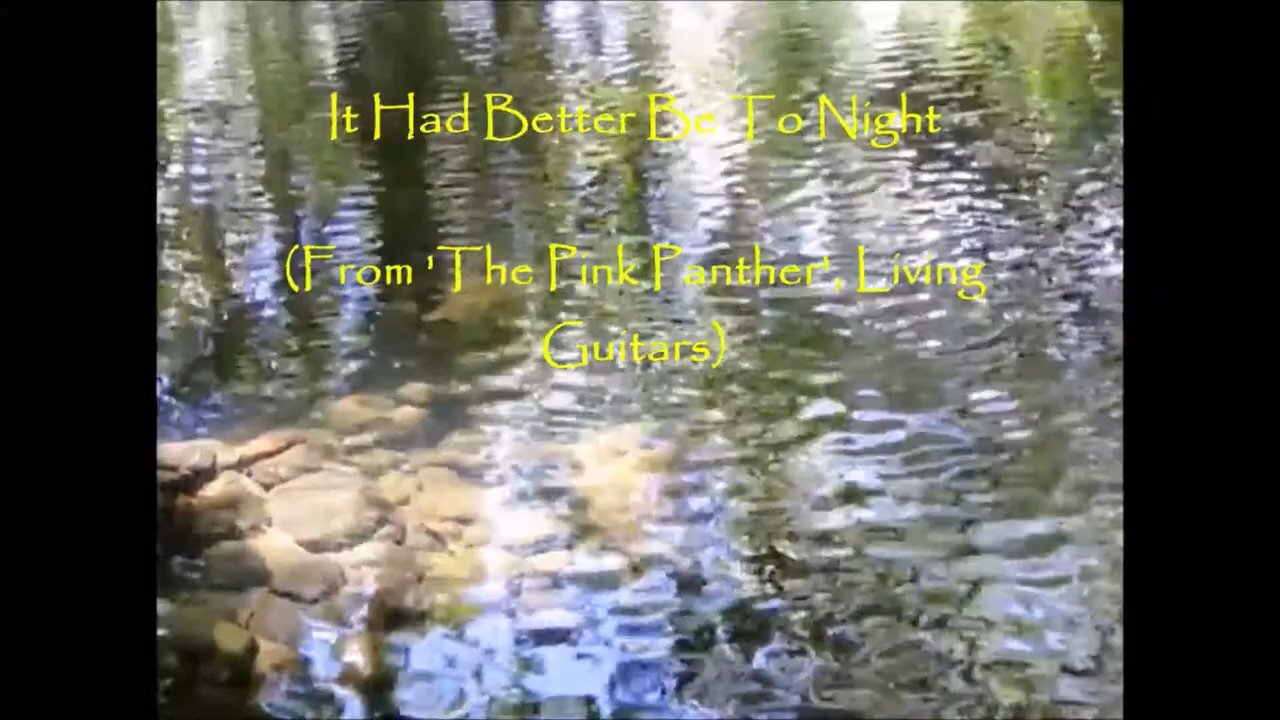 It Had Better Be To Night
(From 'The Pink Panther', Living
Guitars)